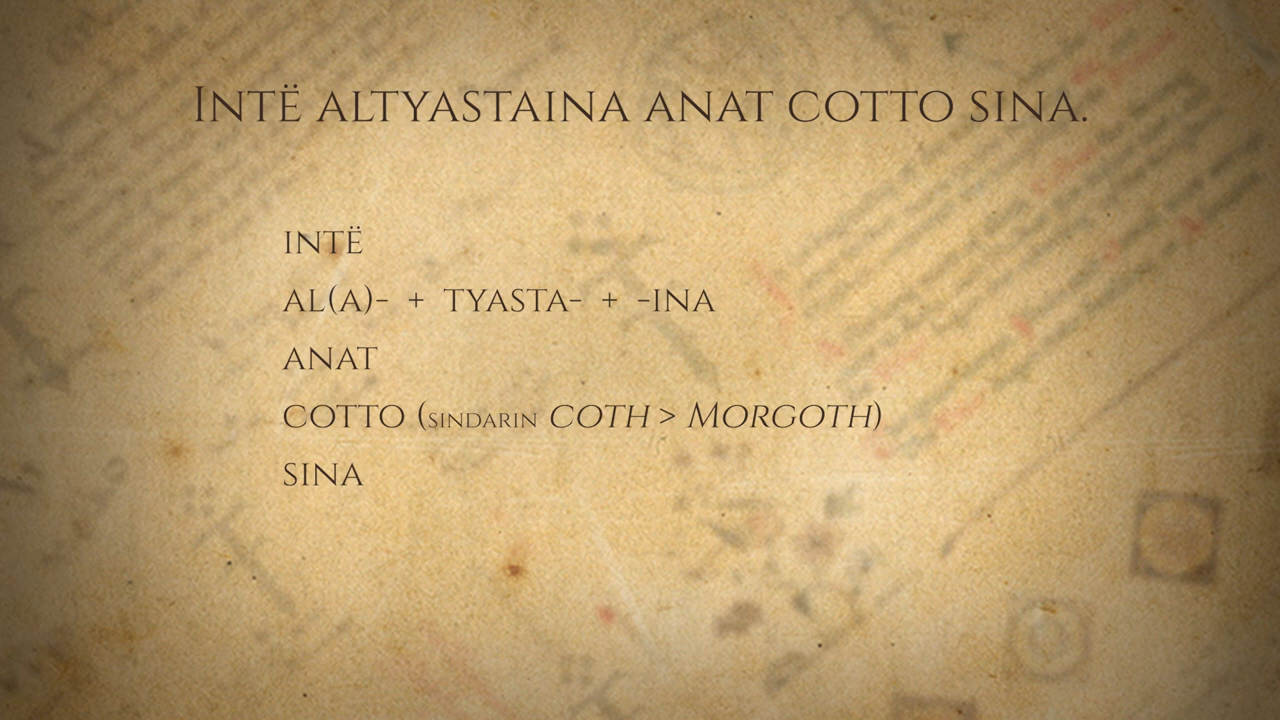 Intë altyastaina anat cotto sina.
intë
al(a)- + tyasta- + -ina
anat
cotto (sindarin coth > Morgoth)
sina